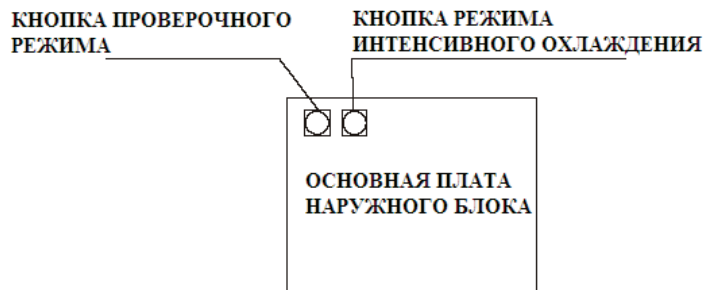 КНОПКА ПРОВЕРОЧНОГО
РЕЖИМА
КНОПКА РЕЖИМА
ИНТЕНСИВНОГО ОХЛАЖДЕНИЯ
ОСНОВНАЯ ПЛАТА
НАРУЖНОГО БЛОКА